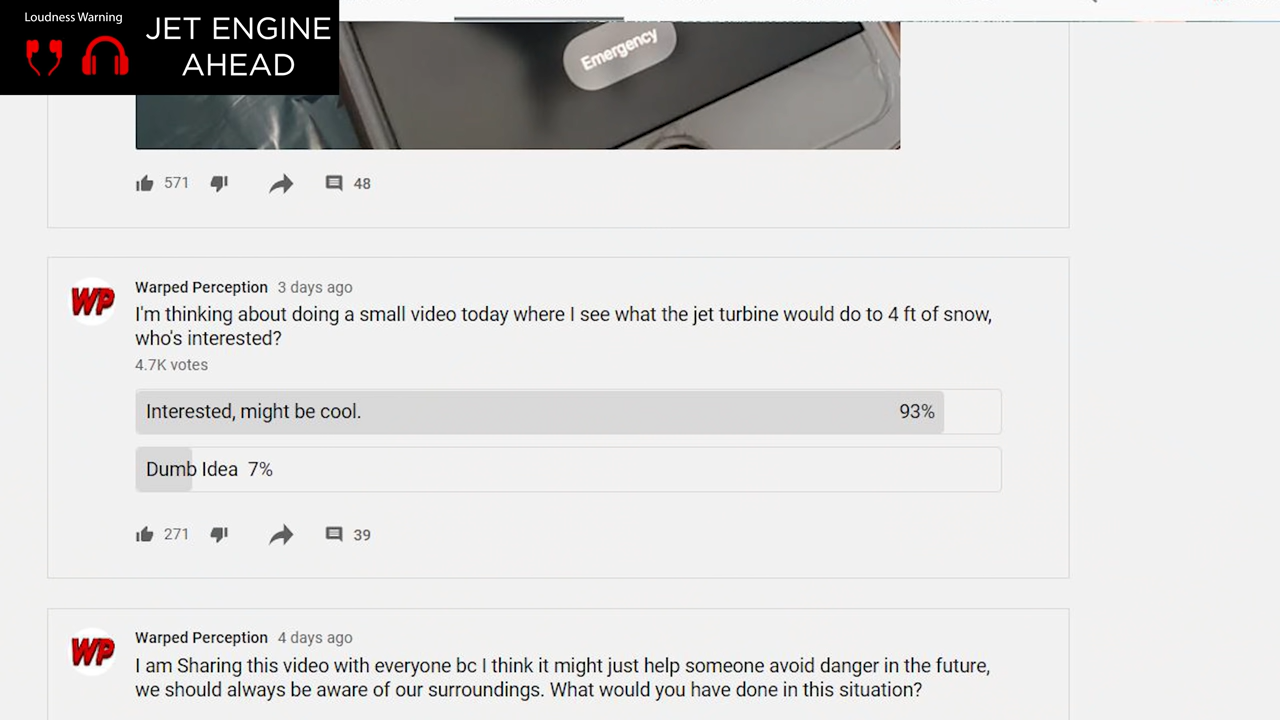 Loudness Warning
JET ENGINE
AHEAD
Emergency
571
48
WP
Warped Perception 3 days ago
I'm thinking about doing a small video today where I see what the jet turbine would do to 4 ft of snow,
who's interested?
4.7K votes
Interested, might be cool. 93%
Dumb Idea 7%
271
39
WP
Warped Perception 4 days ago
I am Sharing this video with everyone bc I think it might just help someone avoid danger in the future,
we should always be aware of our surroundings. What would you have done in this situation?